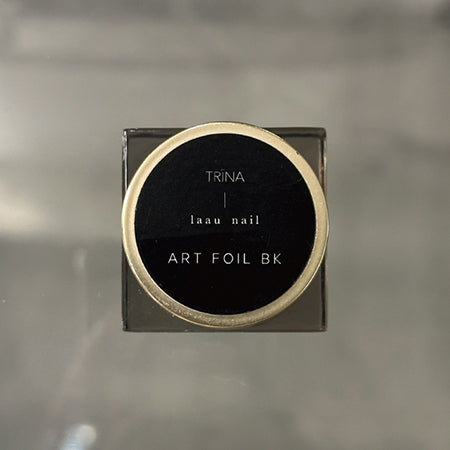 TRiNA
|
laau nail
ART FOIL BK